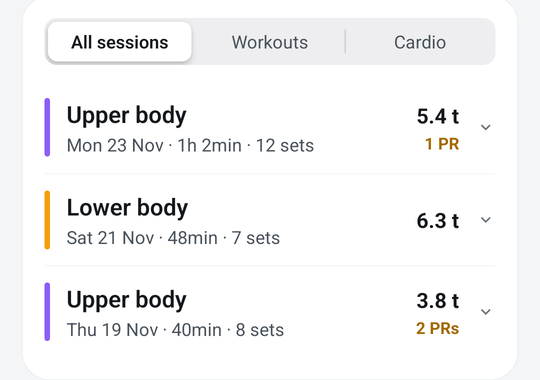 All sessions Workouts Cardio
Upper body 5.4 t
Mon 23 Nov · 1h 2min · 12 sets 1 PR
Lower body 6.3 t
Sat 21 Nov · 48min · 7 sets
Upper body 3.8 t
Thu 19 Nov · 40min · 8 sets 2 PRs